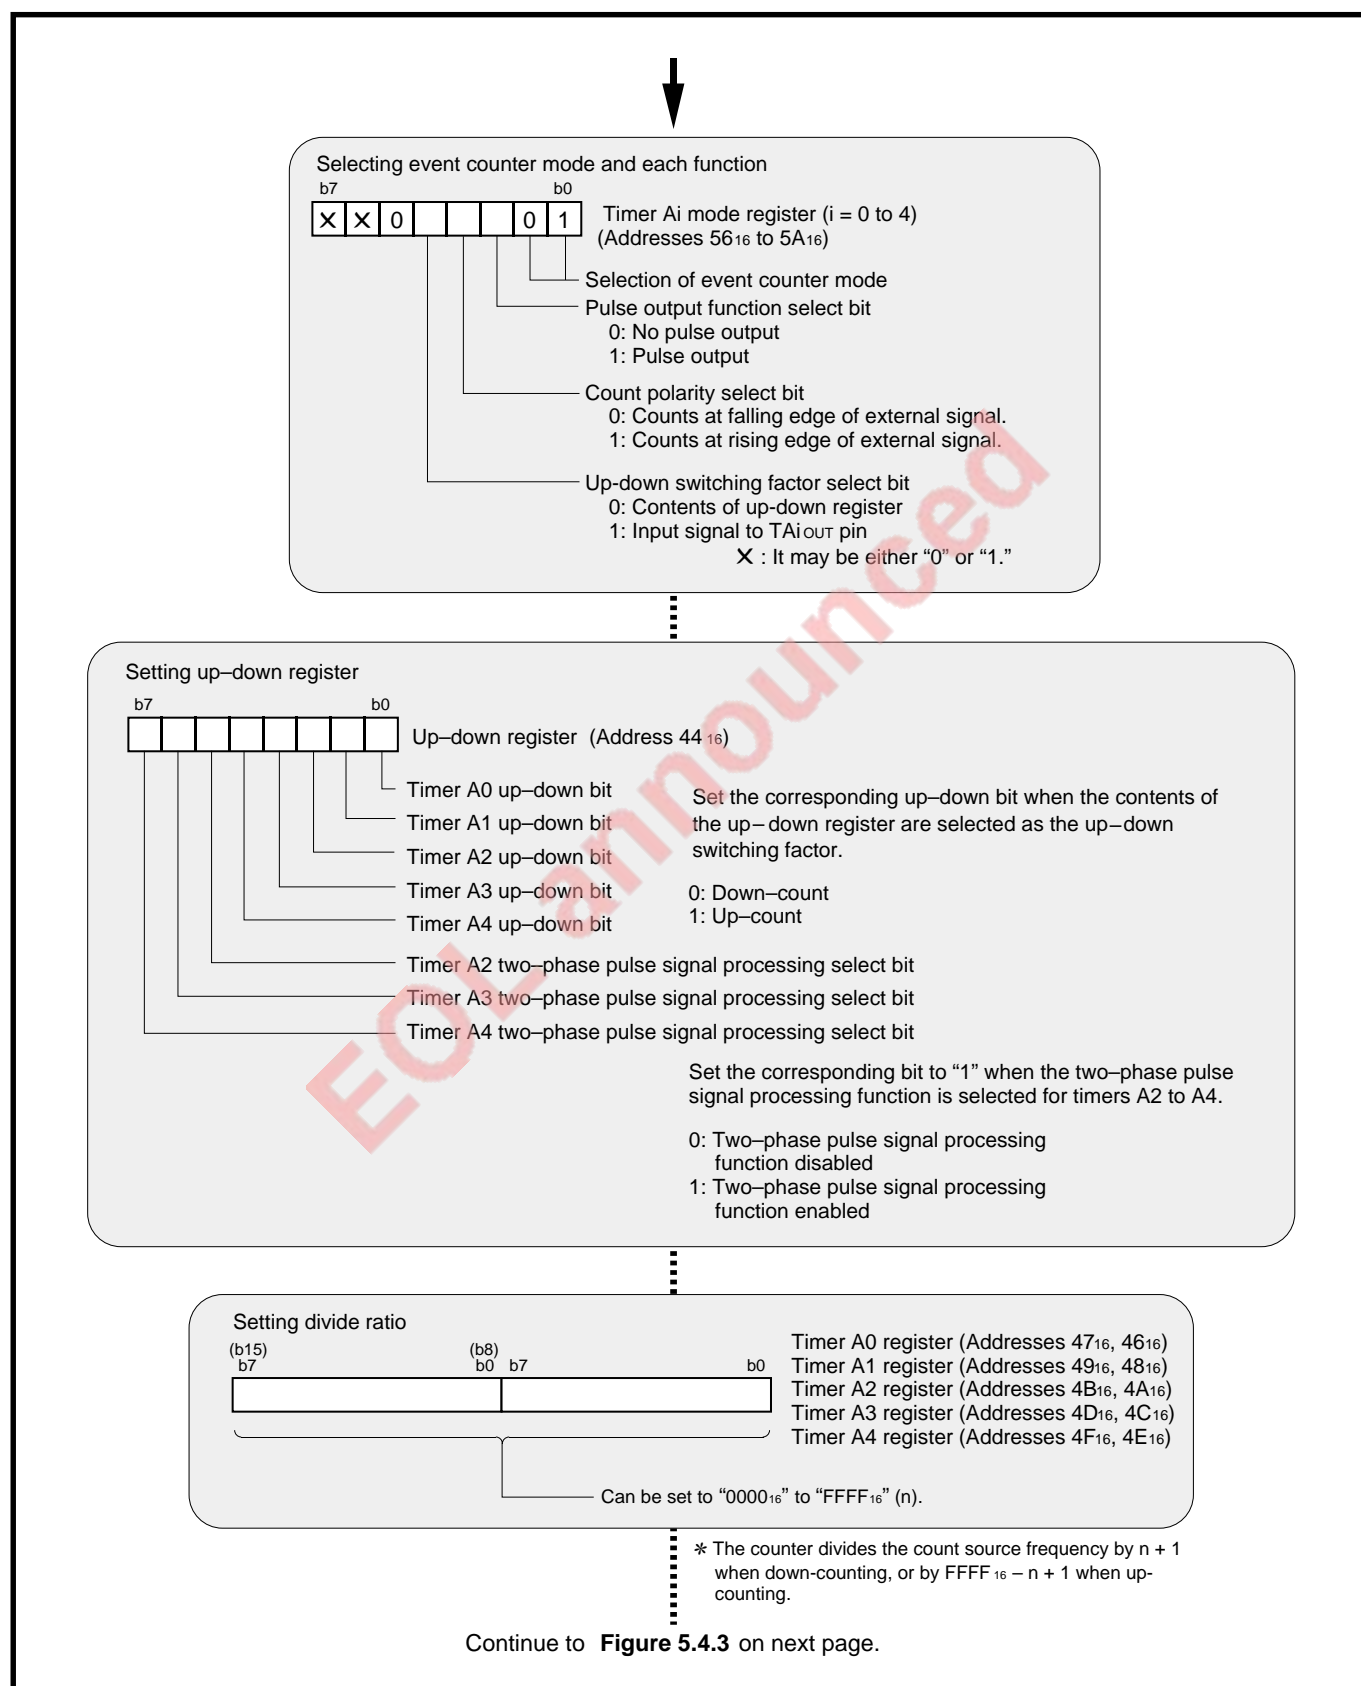 Selecting event counter mode and each function
b7 b0
X X 0 0 1
Timer Ai mode register (i = 0 to 4)
(Addresses 5616 to 5A16)
Selection of event counter mode
Pulse output function select bit
0: No pulse output
1: Pulse output
Count polarity select bit
0: Counts at falling edge of external signal.
1: Counts at rising edge of external signal.
Up-down switching factor select bit
0: Contents of up-down register
1: Input signal to TAiOUT pin
X : It may be either “0” or “1.”
Setting up–down register
b7 b0
Up–down register (Address 4416)
Timer A0 up–down bit
Timer A1 up–down bit
Timer A2 up–down bit
Timer A3 up–down bit
Timer A4 up–down bit
Set the corresponding up–down bit when the contents of
the up–down register are selected as the up–down
switching factor.
0: Down–count
1: Up–count
Timer A2 two–phase pulse signal processing select bit
Timer A3 two–phase pulse signal processing select bit
Timer A4 two–phase pulse signal processing select bit
Set the corresponding bit to “1” when the two–phase pulse
signal processing function is selected for timers A2 to A4.
0: Two–phase pulse signal processing
function disabled
1: Two–phase pulse signal processing
function enabled
Setting divide ratio
(b15) (b8)
b7 b0 b7 b0
Timer A0 register (Addresses 4716, 4616)
Timer A1 register (Addresses 4916, 4816)
Timer A2 register (Addresses 4B16, 4A16)
Timer A3 register (Addresses 4D16, 4C16)
Timer A4 register (Addresses 4F16, 4E16)
Can be set to “000016” to “FFFF16” (n).
* The counter divides the count source frequency by n + 1
when down-counting, or by FFFF16 – n + 1 when up-
counting.
Continue to Figure 5.4.3 on next page.
EOL announced